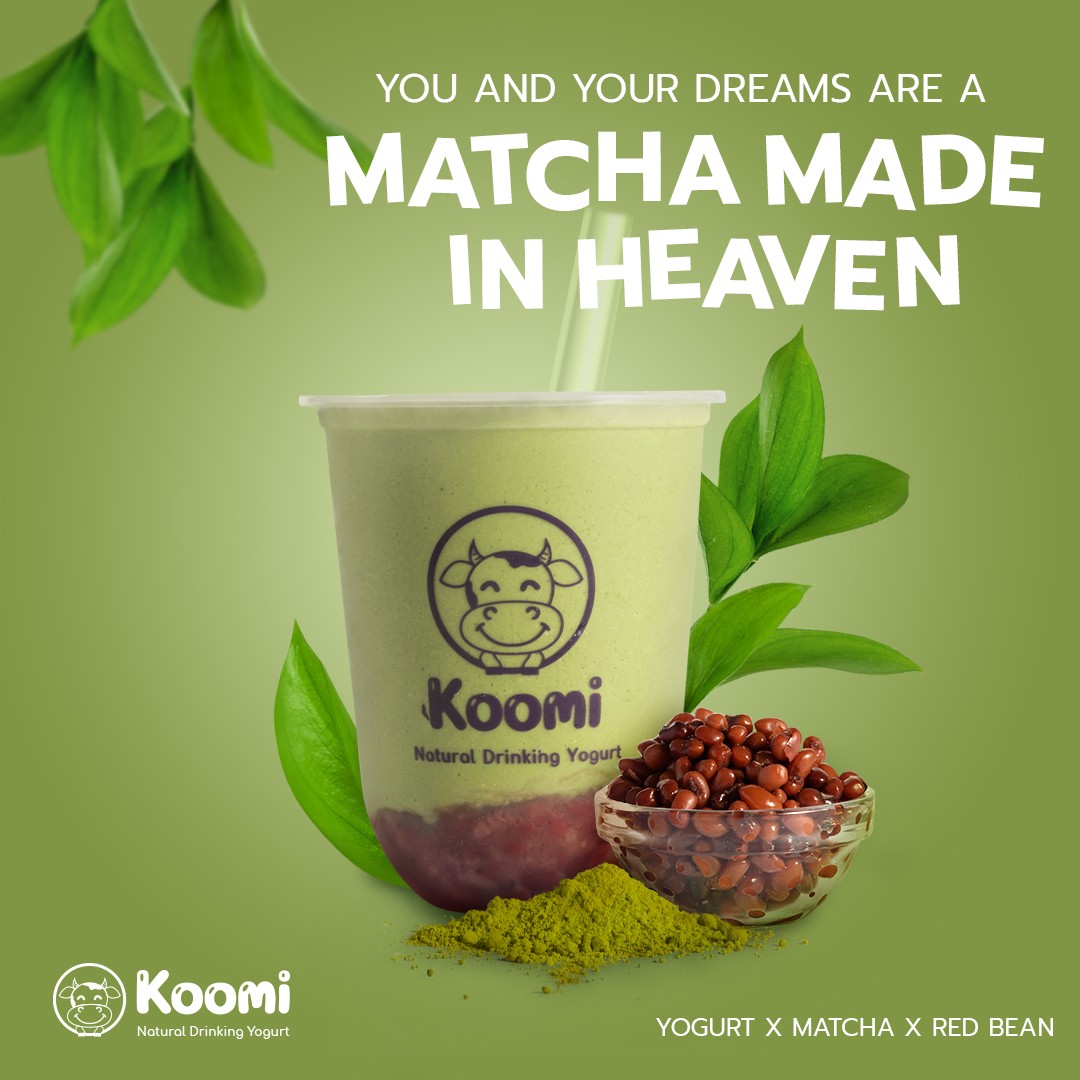 YOU AND YOUR DREAMS ARE A
MATCHA MADE
IN HEAVEN
Koomi
Natural Drinking Yogurt
Koomi
Natural Drinking Yogurt
YOGURT X MATCHA X RED BEAN